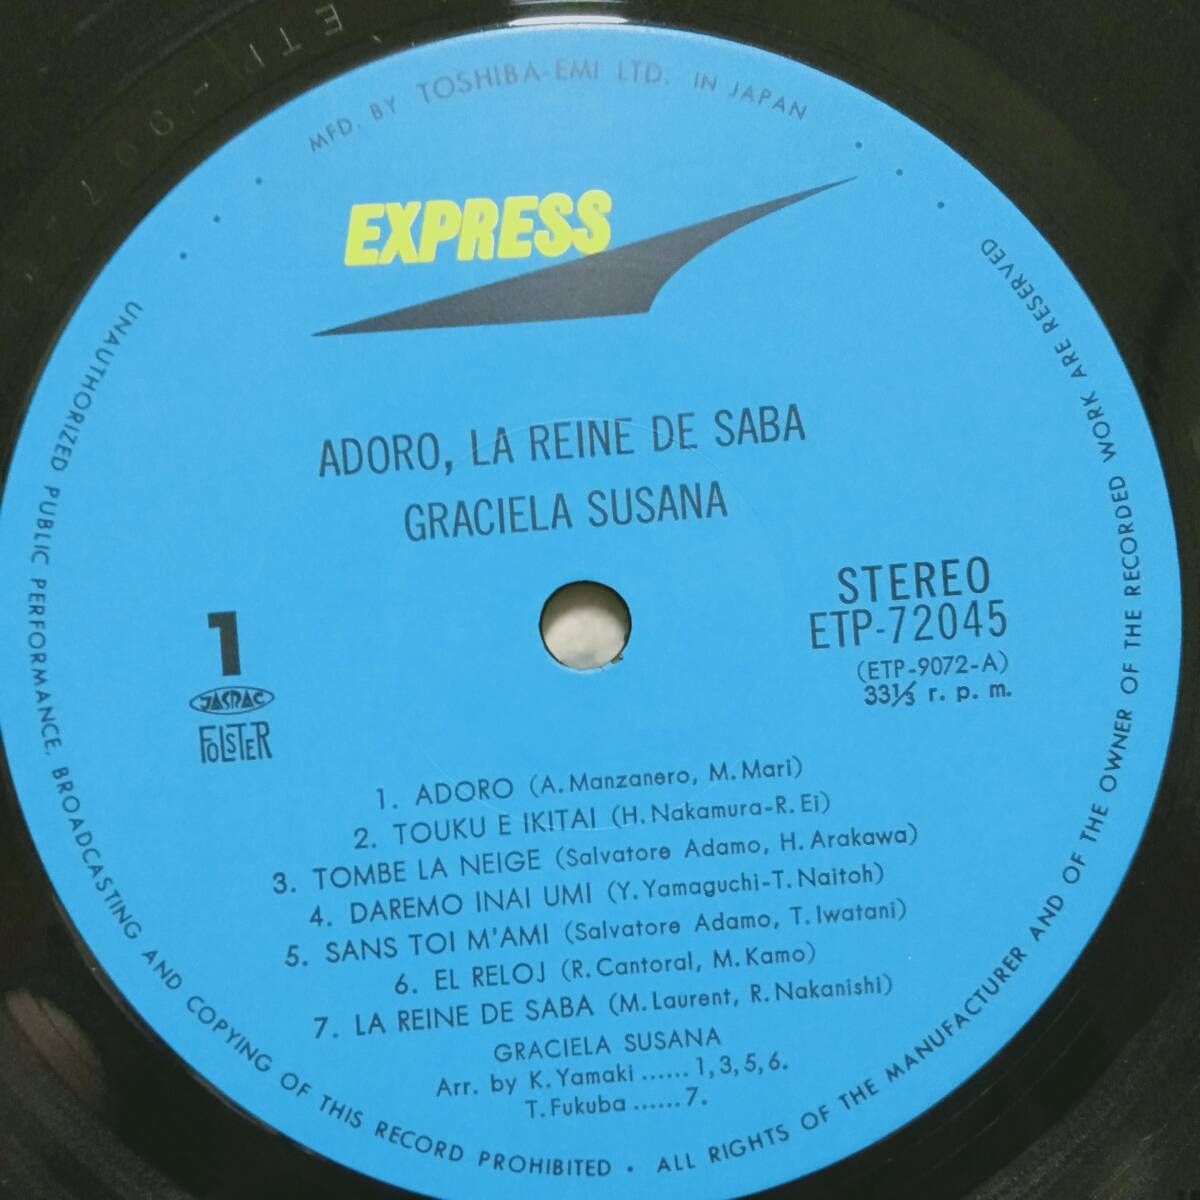 ETP-907
MFD. BY TOSHIBA-EMI LTD. IN JAPAN
EXPRESS
ADORO, LA REINE DE SABA
GRACIELA SUSANA
STEREO
ETP-72045
(ETP-9072-A)
33⅓ r. p. m.
1
JASRAC
FOLSTER
1. ADORO (A. Manzanero, M. Mari)
2. TOUKU E IKITAI (H. Nakamura-R. Ei)
3. TOMBE LA NEIGE (Salvatore Adamo, H. Arakawa)
4. DAREMO INAI UMI (Y. Yamaguchi-T. Naitoh)
5. SANS TOI M'AMI (Salvatore Adamo, T. Iwatani)
6. EL RELOJ (R. Cantoral, M. Kamo)
7. LA REINE DE SABA (M. Laurent, R. Nakanishi)
GRACIELA SUSANA
Arr. by K. Yamaki ...... 1, 3, 5, 6.
T. Fukuba ...... 7.
UNAUTHORIZED PUBLIC PERFORMANCE, BROADCASTING AND COPYING OF THIS RECORD PROHIBITED • ALL RIGHTS OF THE MANUFACTURER AND OF THE OWNER OF THE RECORDED WORK ARE RESERVED